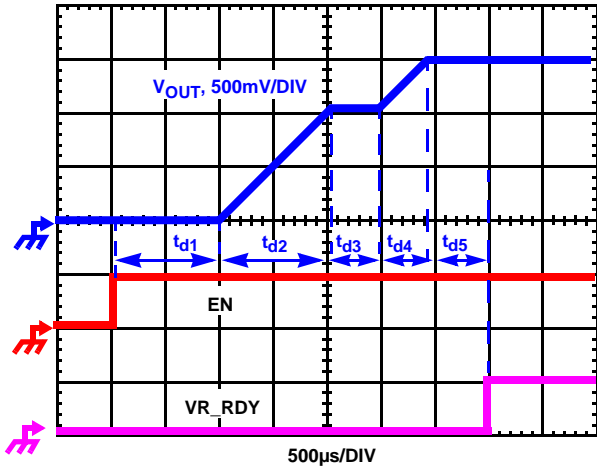 VOUT, 500mV/DIV
td1 td2 td3 td4 td5
EN
VR_RDY
500µs/DIV